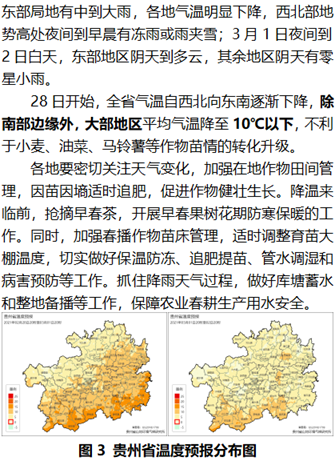 东部局地有中到大雨，各地气温明显下降，西北部地
势高处夜间到早晨有冻雨或雨夹雪；3 月 1 日夜间到
2 日白天，东部地区阴天到多云，其余地区阴天有零
星小雨。
28 日开始，全省气温自西北向东南逐渐下降，除
南部边缘外，大部地区平均气温降至 10℃以下，不利
于小麦、油菜、马铃薯等作物苗情的转化升级。
各地要密切关注天气变化，加强在地作物田间管
理，因苗因墒适时追肥，促进作物健壮生长。降温来
临前，抢摘早春茶，开展早春果树花期防寒保暖的工
作。同时，加强春播作物苗床管理，适时调整育苗大
棚温度，切实做好保温防冻、追肥提苗、管水调湿和
病害预防等工作。抓住降雨天气过程，做好库塘蓄水
和整地备播等工作，保障农业春耕生产用水安全。
贵州省温度预报 贵州省温度预报
图 3 贵州省温度预报分布图